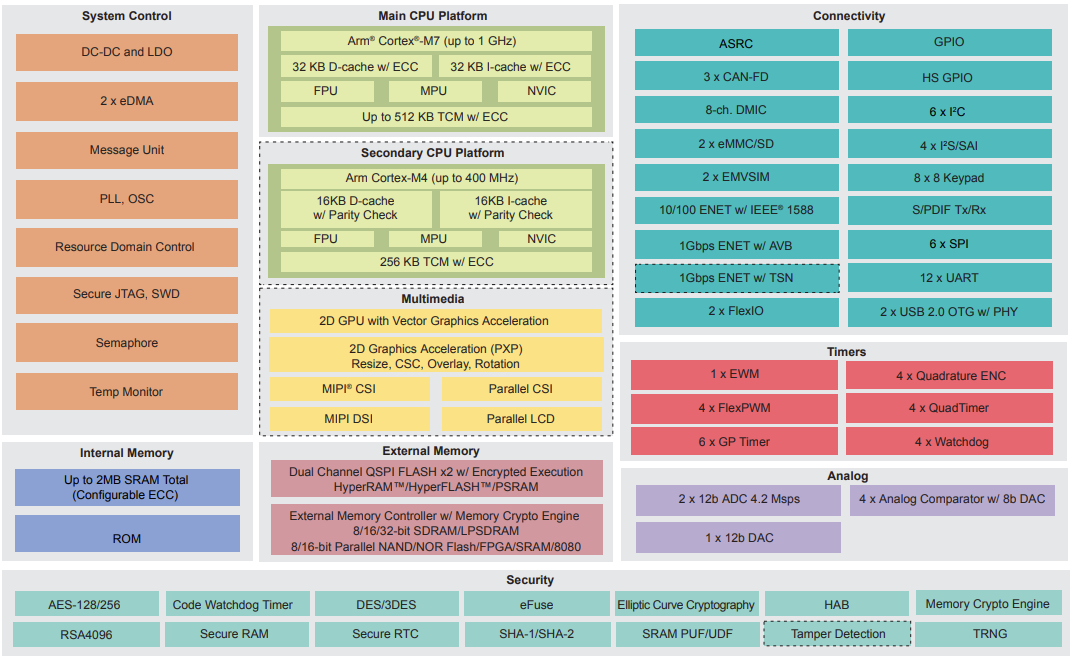 System Control
DC-DC and LDO
2 x eDMA
Message Unit
PLL, OSC
Resource Domain Control
Secure JTAG, SWD
Semaphore
Temp Monitor
Internal Memory
Up to 2MB SRAM Total
(Configurable ECC)
ROM
Main CPU Platform
Arm® Cortex®-M7 (up to 1 GHz)
32 KB D-cache w/ ECC
32 KB I-cache w/ ECC
FPU
MPU
NVIC
Up to 512 KB TCM w/ ECC
Secondary CPU Platform
Arm Cortex-M4 (up to 400 MHz)
16KB D-cache
w/ Parity Check
16KB I-cache
w/ Parity Check
FPU
MPU
NVIC
256 KB TCM w/ ECC
Multimedia
2D GPU with Vector Graphics Acceleration
2D Graphics Acceleration (PXP)
Resize, CSC, Overlay, Rotation
MIPI® CSI
Parallel CSI
MIPI DSI
Parallel LCD
External Memory
Dual Channel QSPI FLASH x2 w/ Encrypted Execution
HyperRAM™/HyperFLASH™/PSRAM
External Memory Controller w/ Memory Crypto Engine
8/16/32-bit SDRAM/LPSDRAM
8/16-bit Parallel NAND/NOR Flash/FPGA/SRAM/8080
Connectivity
ASRC
GPIO
3 x CAN-FD
HS GPIO
8-ch. DMIC
6 x I²C
2 x eMMC/SD
4 x I²S/SAI
2 x EMVSIM
8 x 8 Keypad
10/100 ENET w/ IEEE® 1588
S/PDIF Tx/Rx
1Gbps ENET w/ AVB
6 x SPI
1Gbps ENET w/ TSN
12 x UART
2 x FlexIO
2 x USB 2.0 OTG w/ PHY
Timers
1 x EWM
4 x Quadrature ENC
4 x FlexPWM
4 x QuadTimer
6 x GP Timer
4 x Watchdog
Analog
2 x 12b ADC 4.2 Msps
4 x Analog Comparator w/ 8b DAC
1 x 12b DAC
Security
AES-128/256
Code Watchdog Timer
DES/3DES
eFuse
Elliptic Curve Cryptography
HAB
Memory Crypto Engine
RSA4096
Secure RAM
Secure RTC
SHA-1/SHA-2
SRAM PUF/UDF
Tamper Detection
TRNG